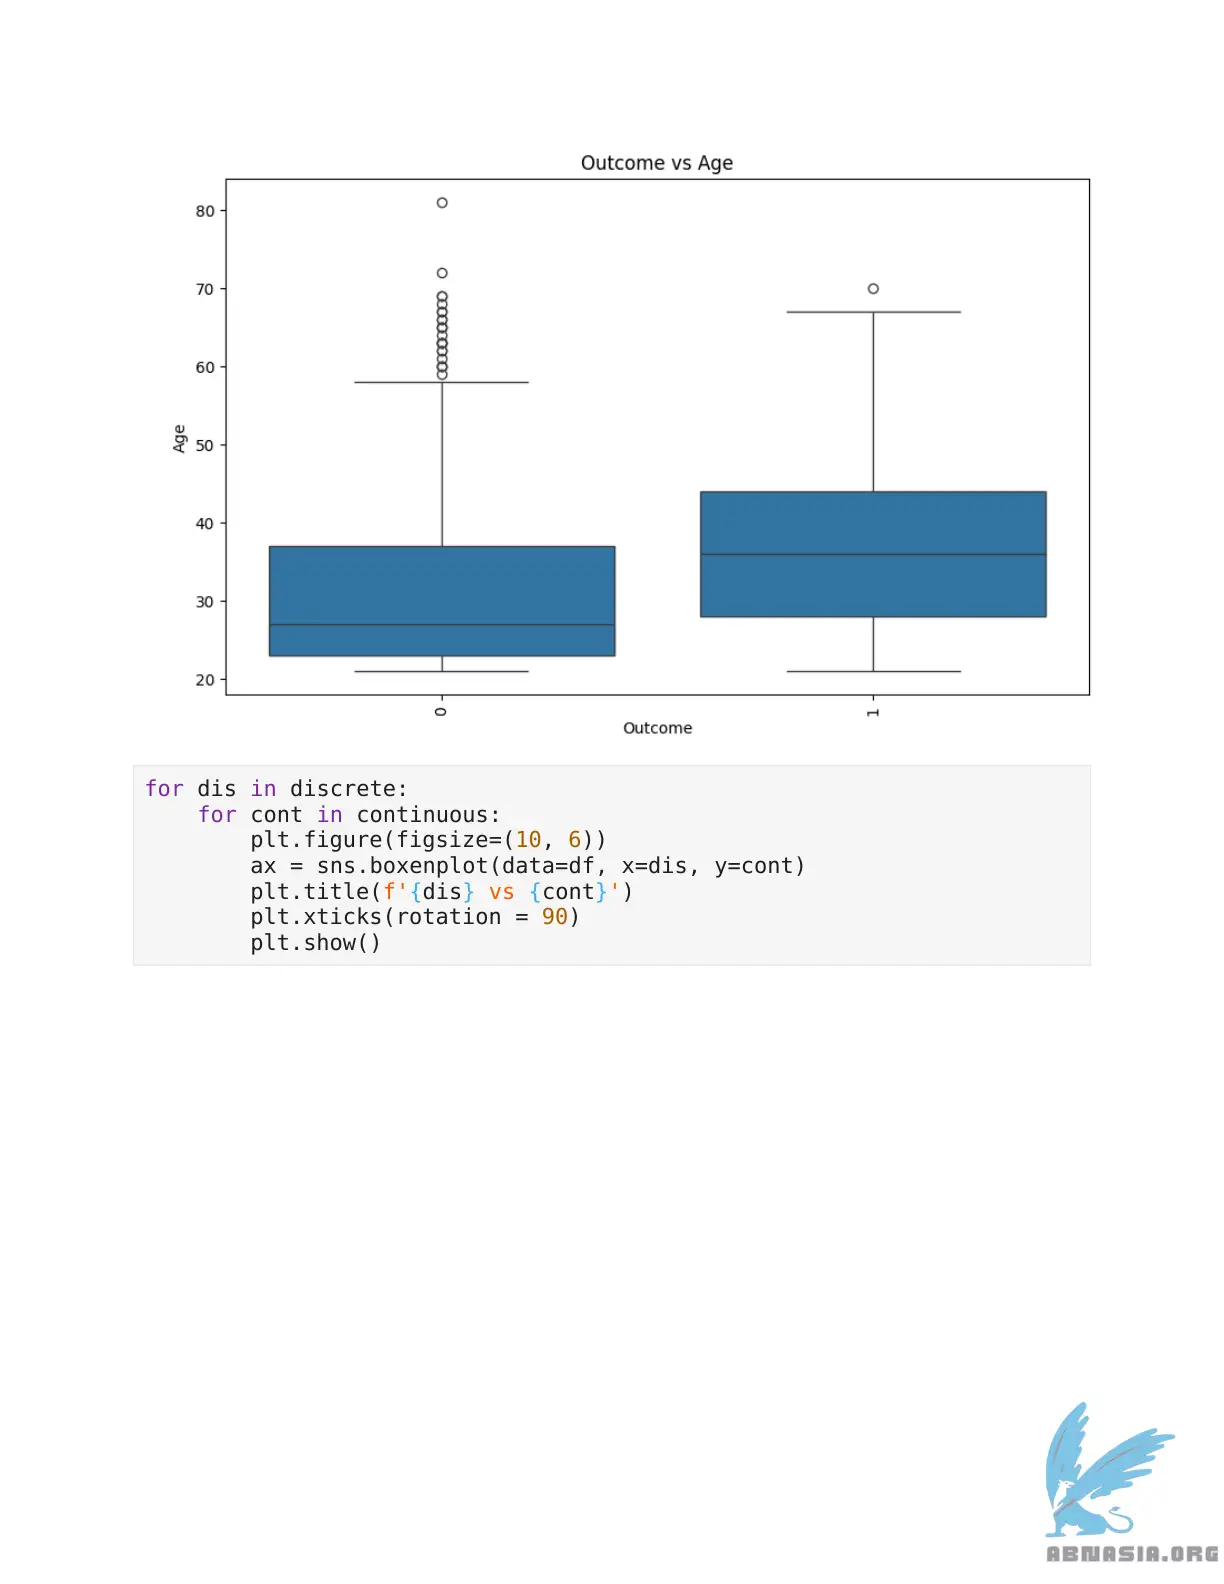 Outcome vs Age
80
70
60
50
40
30
20
Age
0
1
Outcome
for dis in discrete:
    for cont in continuous:
        plt.figure(figsize=(10, 6))
        ax = sns.boxenplot(data=df, x=dis, y=cont)
        plt.title(f'{dis} vs {cont}')
        plt.xticks(rotation = 90)
        plt.show()
ABNASIA.ORG